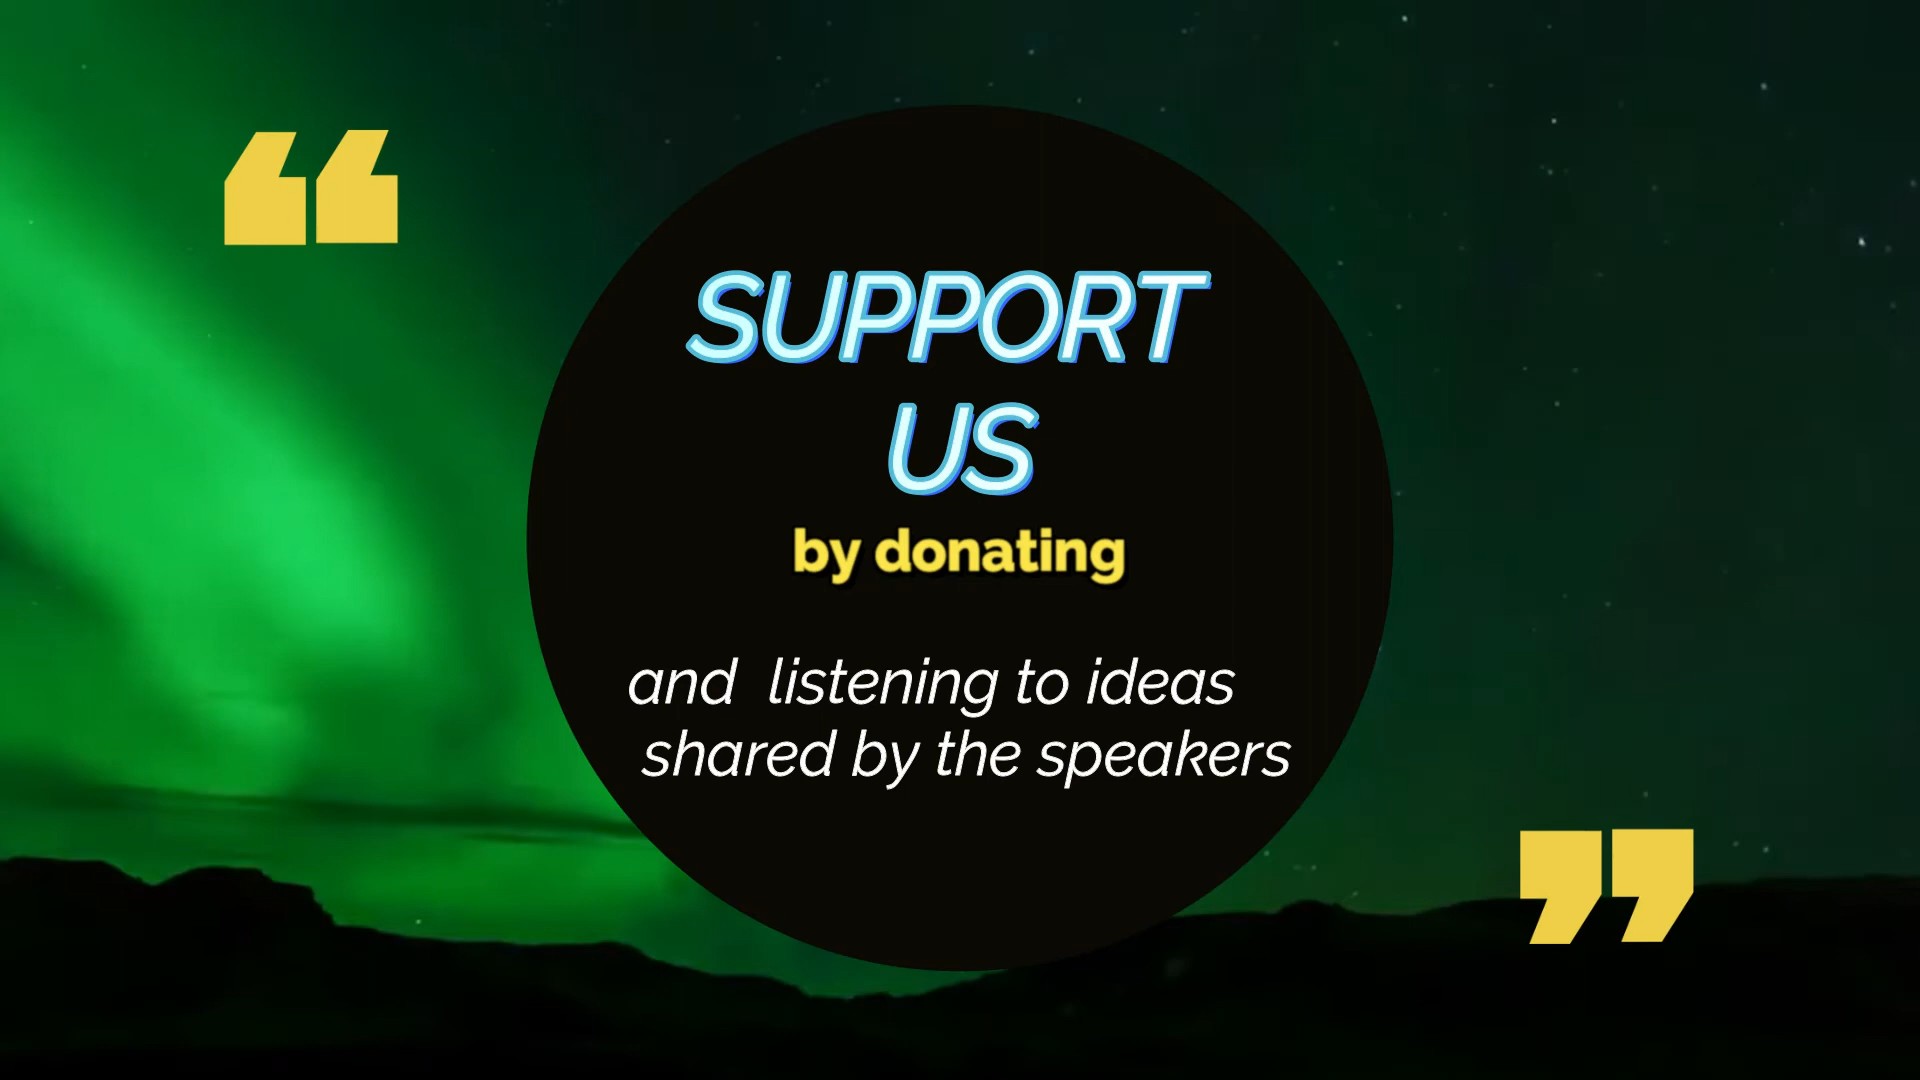 “
SUPPORT
US
by donating
and  listening to ideas
shared by the speakers
”